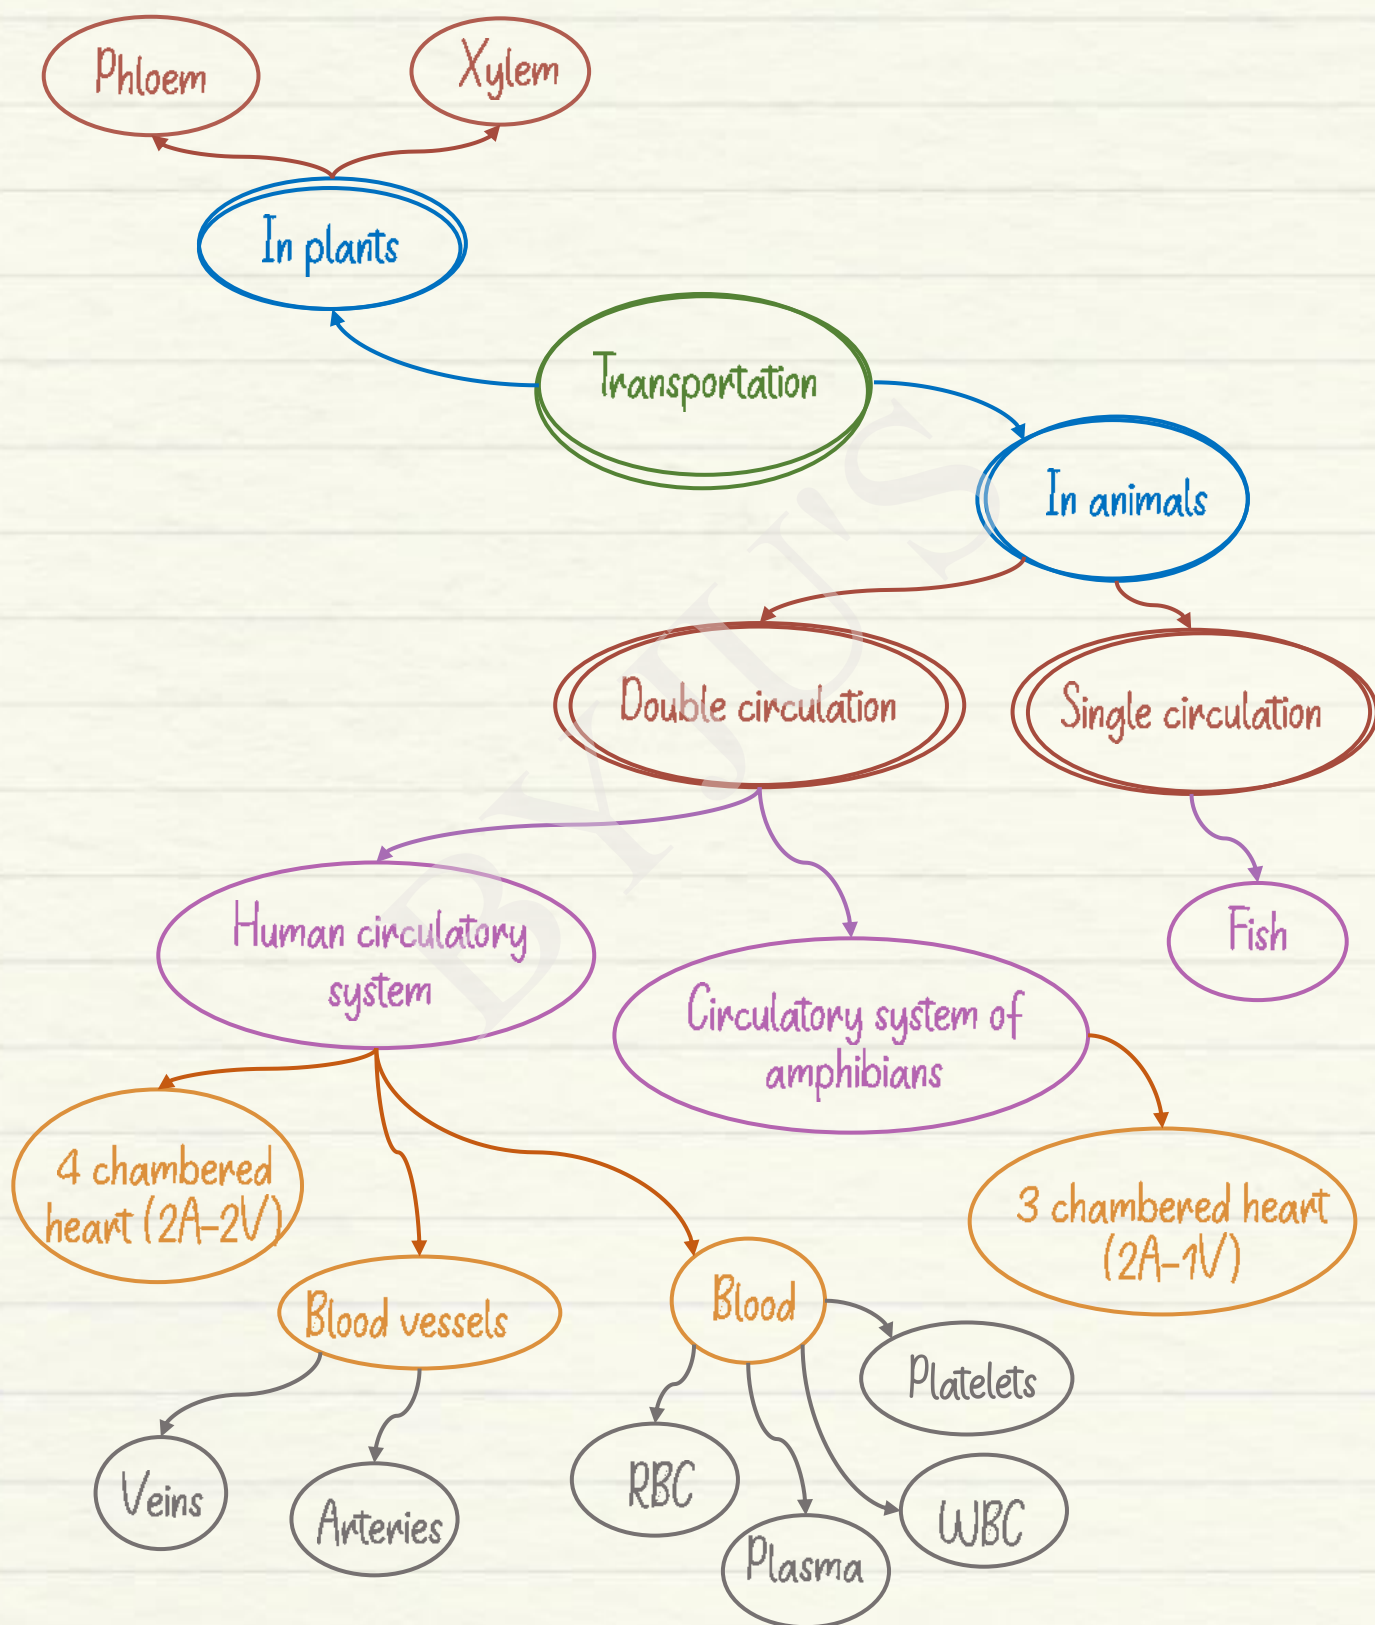 Phloem
Xylem
In plants
Transportation
In animals
Double circulation
Single circulation
Human circulatory
system
Fish
Circulatory system of
amphibians
4 chambered
heart (2A-2V)
3 chambered heart
(2A-1V)
Blood vessels
Blood
Platelets
Veins
Arteries
RBC
WBC
Plasma
BYJU'S